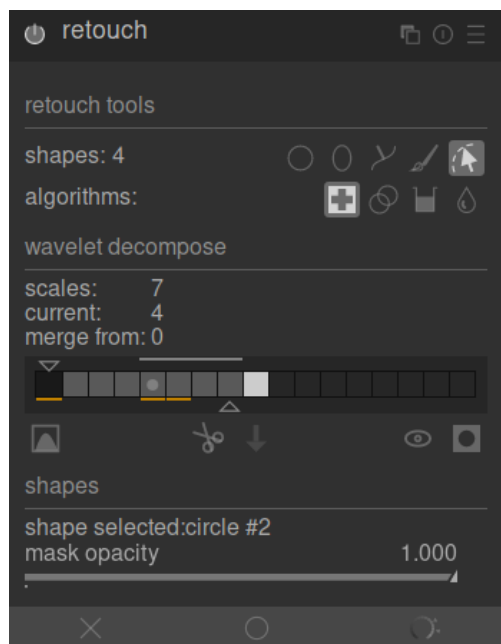 retouch
retouch tools
shapes: 4
algorithms:
wavelet decompose
scales: 7
current: 4
merge from: 0
shapes
shape selected:circle #2
mask opacity 1.000